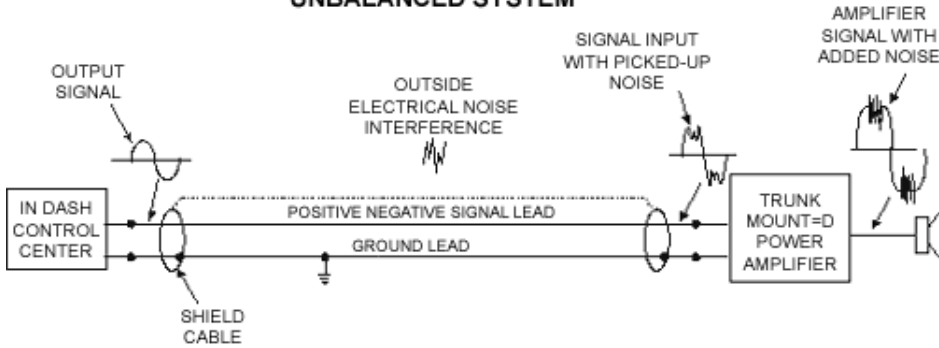 UNBALANCED SYSTEM
AMPLIFIER
SIGNAL WITH
ADDED NOISE
SIGNAL INPUT
WITH PICKED-UP
NOISE
OUTPUT
SIGNAL
OUTSIDE
ELECTRICAL NOISE
INTERFERENCE
IN DASH
CONTROL
CENTER
POSITIVE NEGATIVE SIGNAL LEAD
GROUND LEAD
TRUNK
MOUNT=D
POWER
AMPLIFIER
SHIELD
CABLE